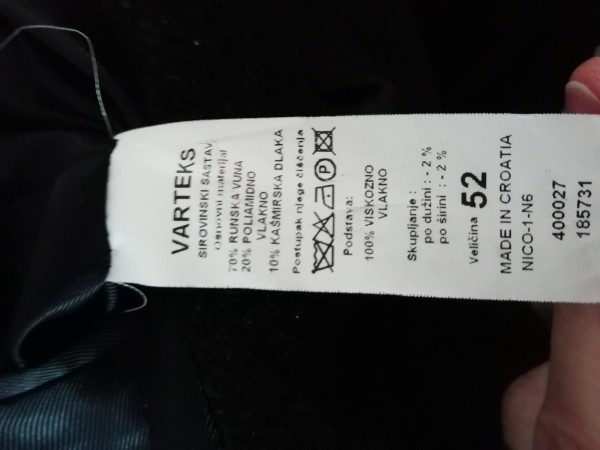 VARTEKS
SIROVINSKI SASTAV
Osnovni materijal
70% RUNSKA VUNA
20% POLIAMIDNO
VLAKNO
10% KAŠMIRSKA DLAKA
Postupak njege čišćenja
P
Podstava:
100% VISKOZNO
VLAKNO
Skupljanje :
po dužini : - 2 %
po širini : - 2 %
Veličina 52
MADE IN CROATIA
NICO-1-N6
400027
185731